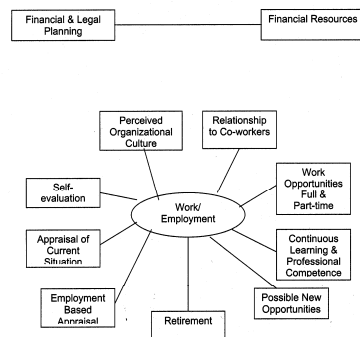 Financial & Legal
Planning
Financial Resources
Perceived
Organizational
Culture
Relationship
to Co-workers
Work
Opportunities
Full &
Part-time
Self-
evaluation
Work/
Employment
Appraisal of
Current
Situation
Continuous
Learning &
Professional
Competence
Employment
Based
Appraisal
Possible New
Opportunities
Retirement